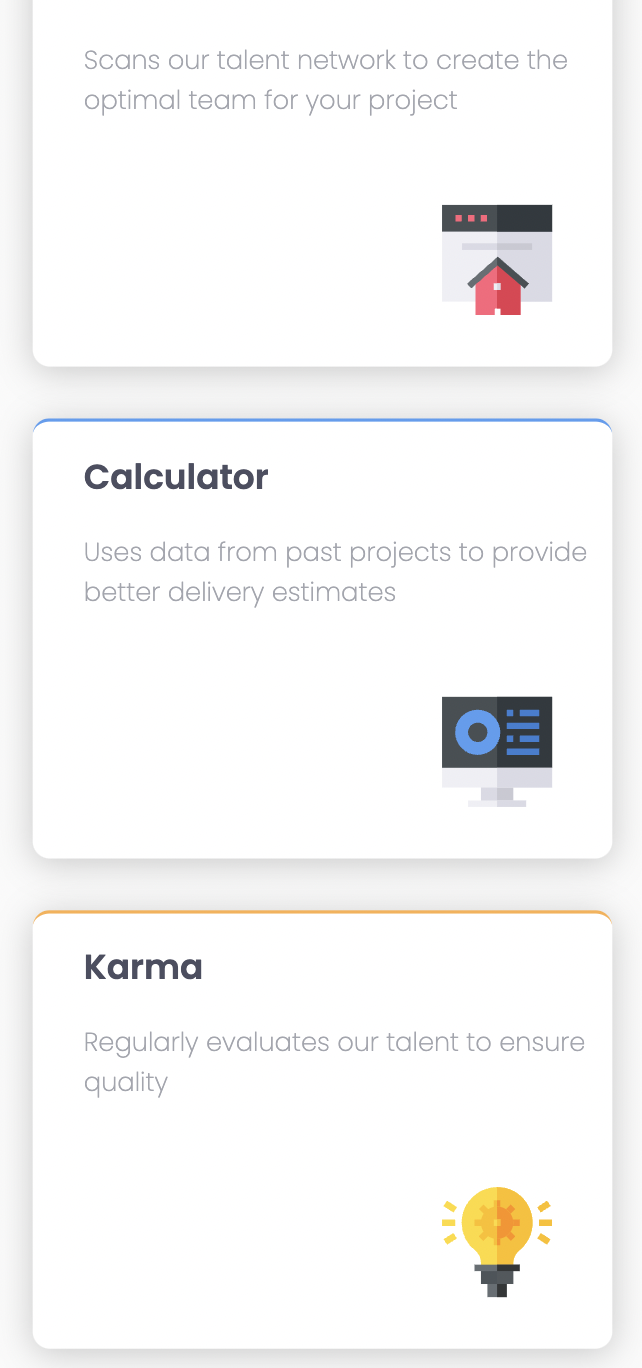 Scans our talent network to create the
optimal team for your project
Calculator
Uses data from past projects to provide
better delivery estimates
Karma
Regularly evaluates our talent to ensure
quality